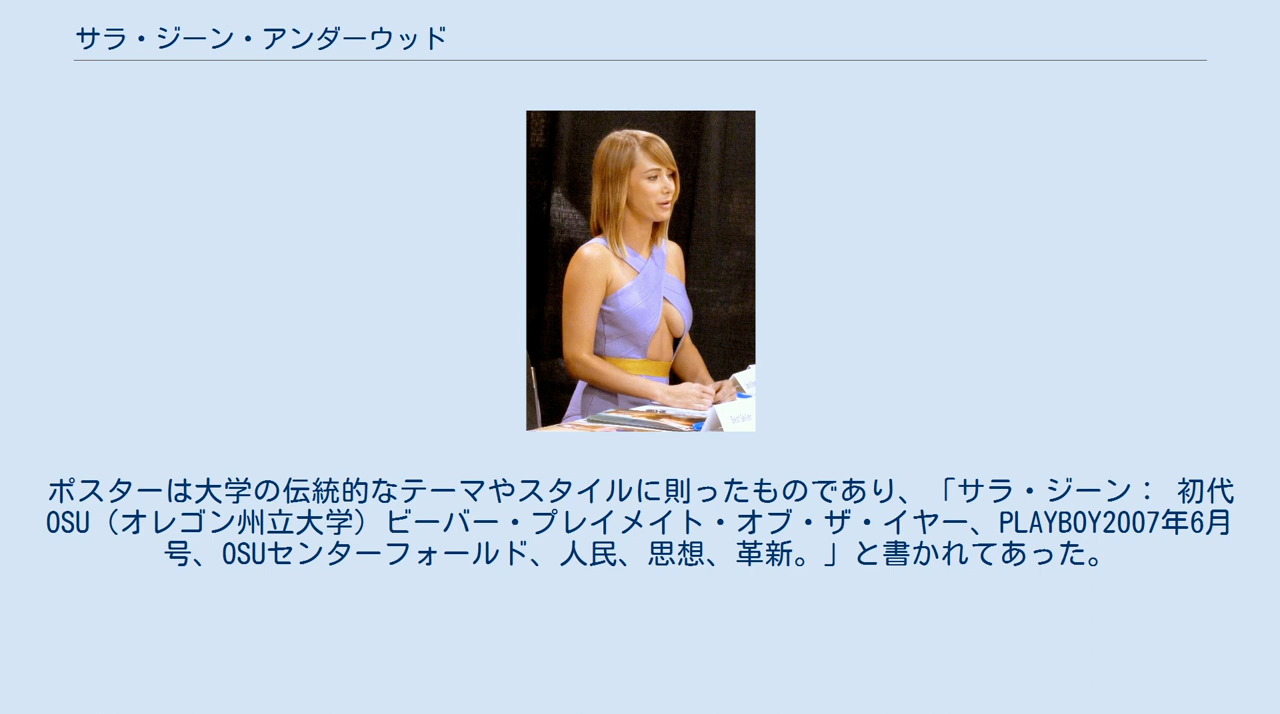 サラ・ジーン・アンダーウッド
ポスターは大学の伝統的なテーマやスタイルに則ったものであり、「サラ・ジーン： 初代
OSU（オレゴン州立大学）ビーバー・プレイメイト・オブ・ザ・イヤー、PLAYBOY2007年6月
号、OSUセンターフォールド、人民、思想、革新。」と書かれてあった。